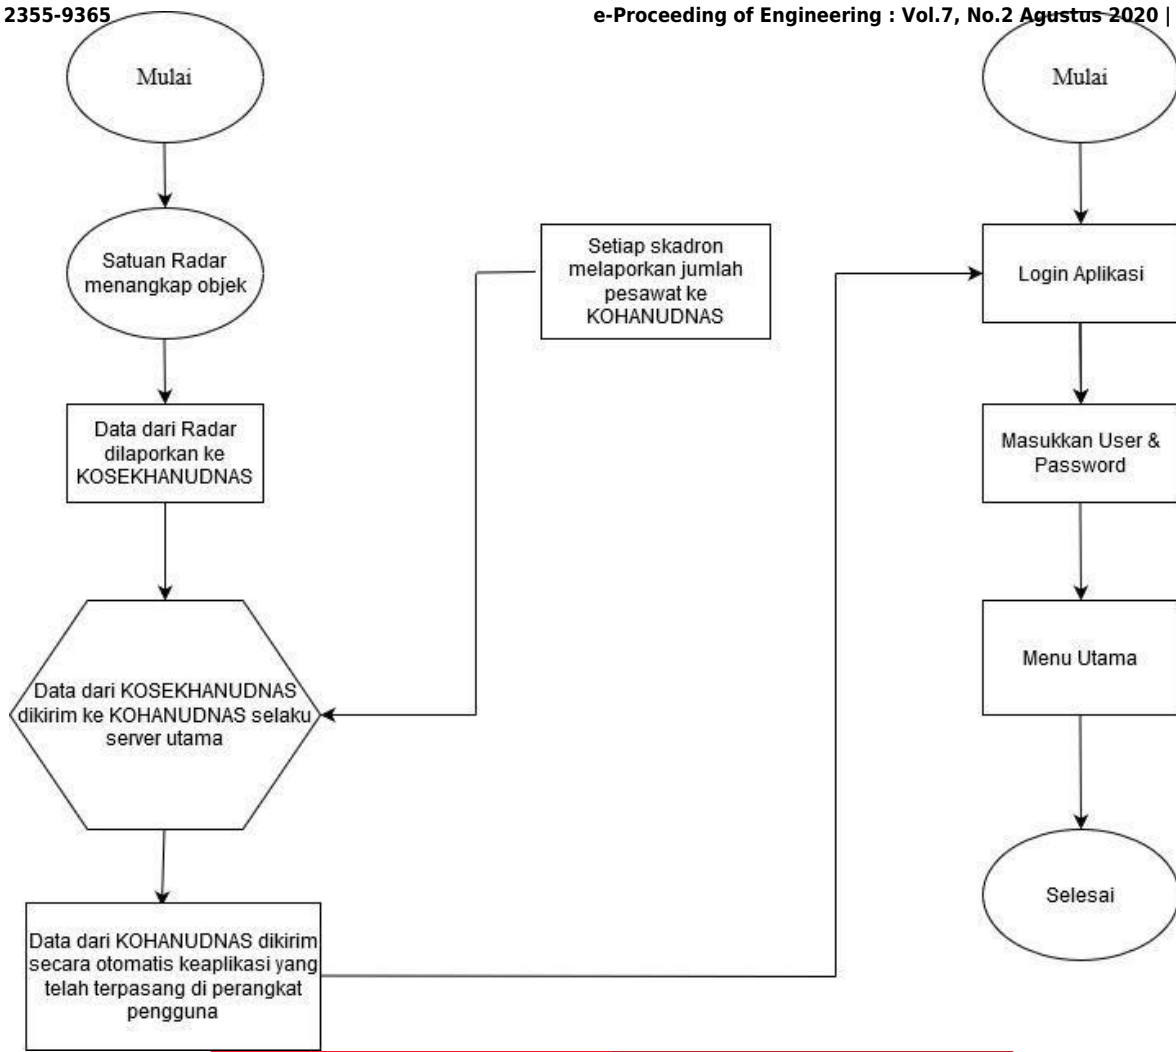 2355-9365
e-Proceeding of Engineering : Vol.7, No.2 Agustus 2020 |
Mulai
Satuan Radar
menangkap objek
Data dari Radar
dilaporkan ke
KOSEKHANUDNAS
Data dari KOSEKHANUDNAS
dikirim ke KOHANUDNAS selaku
server utama
Data dari KOHANUDNAS dikirim
secara otomatis keaplikasi yang
telah terpasang di perangkat
pengguna
Setiap skadron
melaporkan jumlah
pesawat ke
KOHANUDNAS
Mulai
Login Aplikasi
Masukkan User &
Password
Menu Utama
Selesai